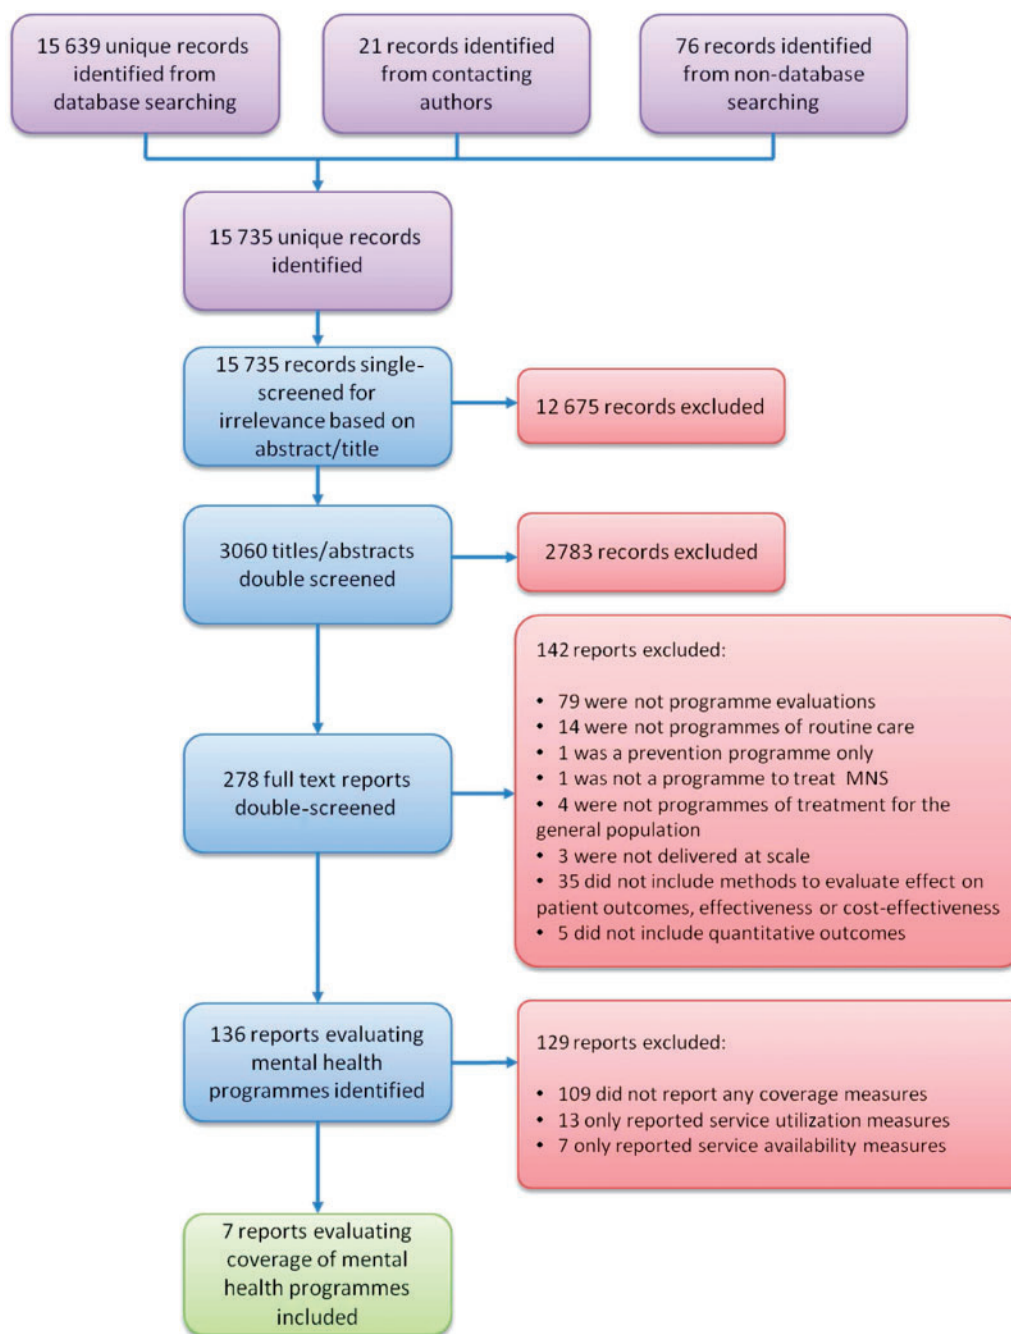 15 639 unique records
identified from
database searching
21 records identified
from contacting
authors
76 records identified
from non-database
searching
15 735 unique records
identified
15 735 records single-
screened for
irrelevance based on
abstract/title
12 675 records excluded
3060 titles/abstracts
double screened
2783 records excluded
278 full text reports
double-screened
142 reports excluded:
• 79 were not programme evaluations
• 14 were not programmes of routine care
• 1 was a prevention programme only
• 1 was not a programme to treat MNS
• 4 were not programmes of treatment for the
general population
• 3 were not delivered at scale
• 35 did not include methods to evaluate effect on
patient outcomes, effectiveness or cost-effectiveness
• 5 did not include quantitative outcomes
136 reports evaluating
mental health
programmes identified
129 reports excluded:
• 109 did not report any coverage measures
• 13 only reported service utilization measures
• 7 only reported service availability measures
7 reports evaluating
coverage of mental
health programmes
included